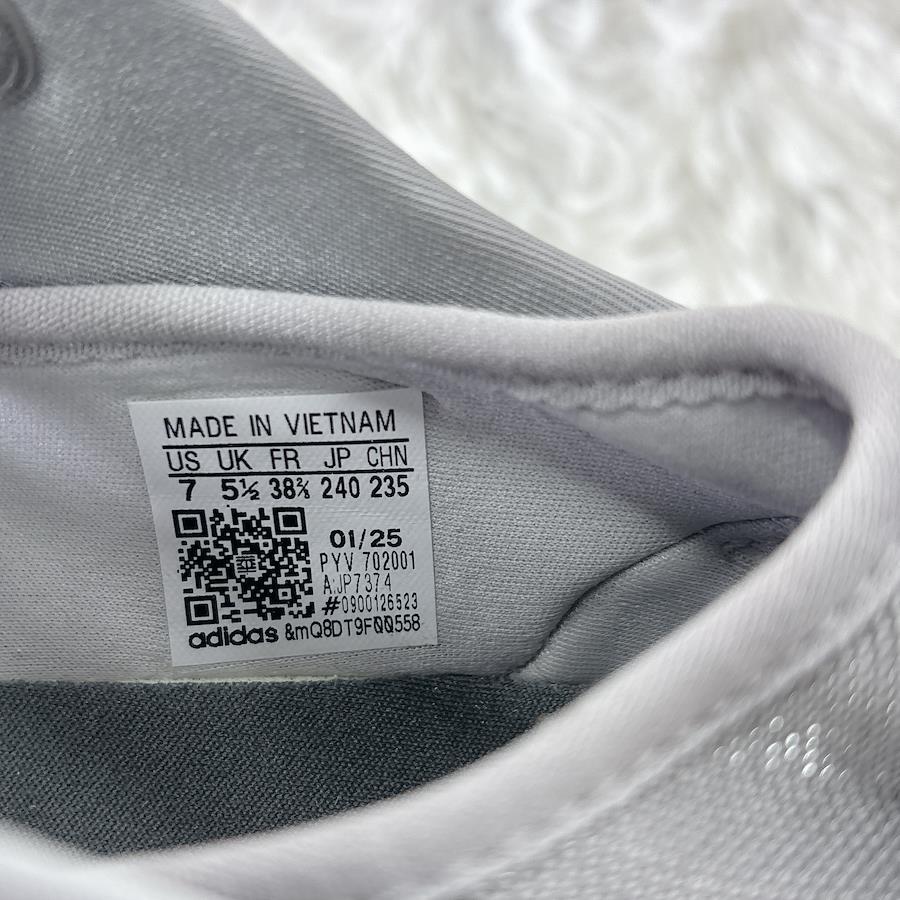 MADE IN VIETNAM
US UK FR JP CHN
7 5½ 38⅔ 240 235
01/25
PYV 702001
A:JP7374
#0900126523
adidas &mQ8DT9F00558